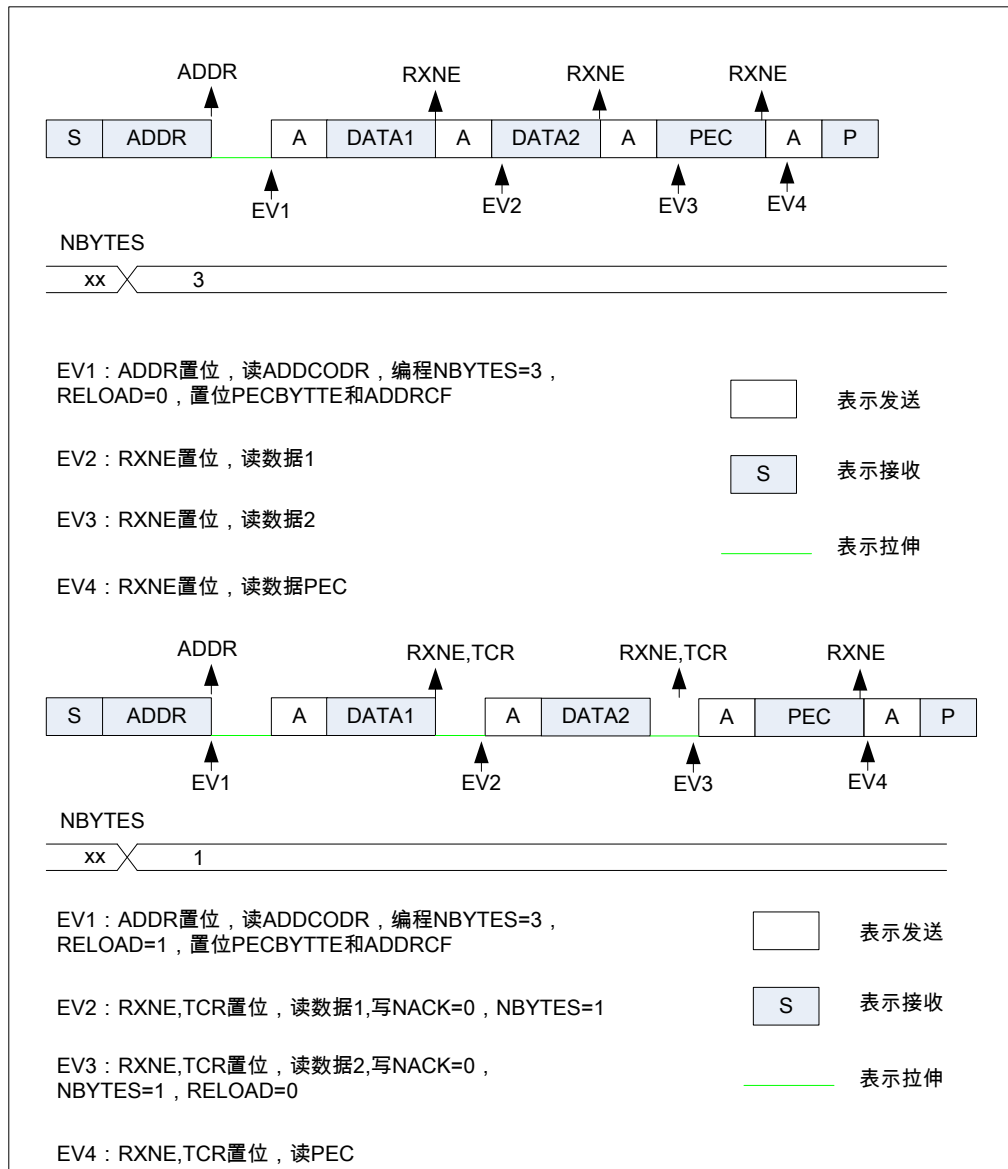 ADDR RXNE RXNE RXNE
S ADDR A DATA1 A DATA2 A PEC A P
EV1 EV2 EV3 EV4
NBYTES
xx 3
EV1：ADDR置位，读ADDCODR，编程NBYTES=3，
RELOAD=0，置位PECBYTTE和ADDRCF
表示发送
EV2：RXNE置位，读数据1
S 表示接收
EV3：RXNE置位，读数据2
表示拉伸
EV4：RXNE置位，读数据PEC
ADDR RXNE,TCR RXNE,TCR RXNE
S ADDR A DATA1 A DATA2 A PEC A P
EV1 EV2 EV3 EV4
NBYTES
xx 1
EV1：ADDR置位，读ADDCODR，编程NBYTES=3，
RELOAD=1，置位PECBYTTE和ADDRCF
表示发送
EV2：RXNE,TCR置位，读数据1,写NACK=0，NBYTES=1
S 表示接收
EV3：RXNE,TCR置位，读数据2,写NACK=0，
NBYTES=1，RELOAD=0
表示拉伸
EV4：RXNE,TCR置位，读PEC